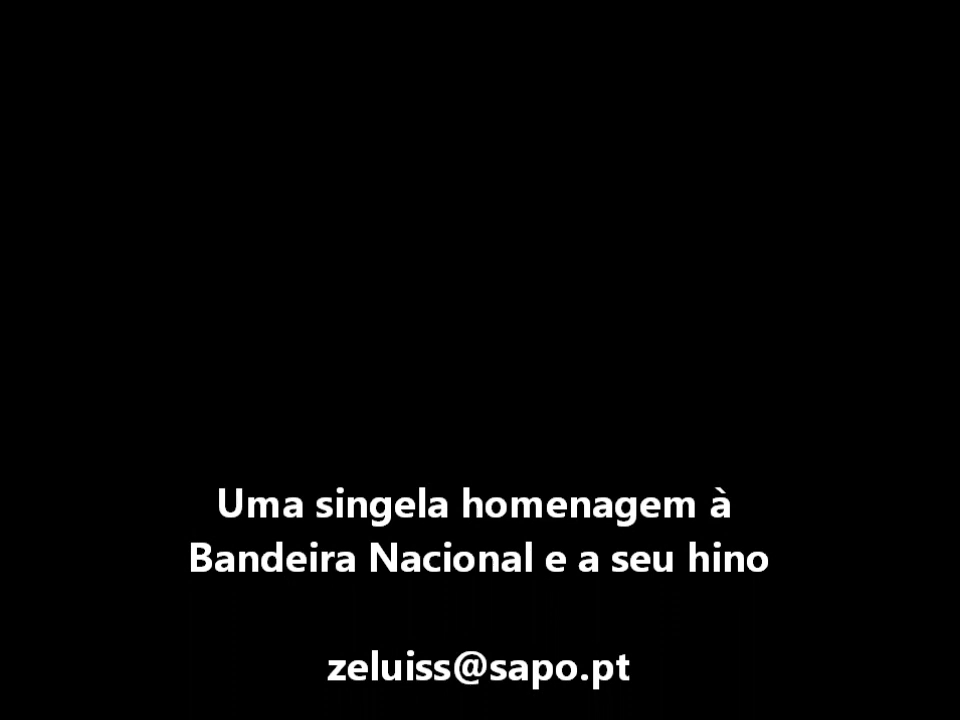 Uma singela homenagem à
Bandeira Nacional e a seu hino
zeluiss@sapo.pt